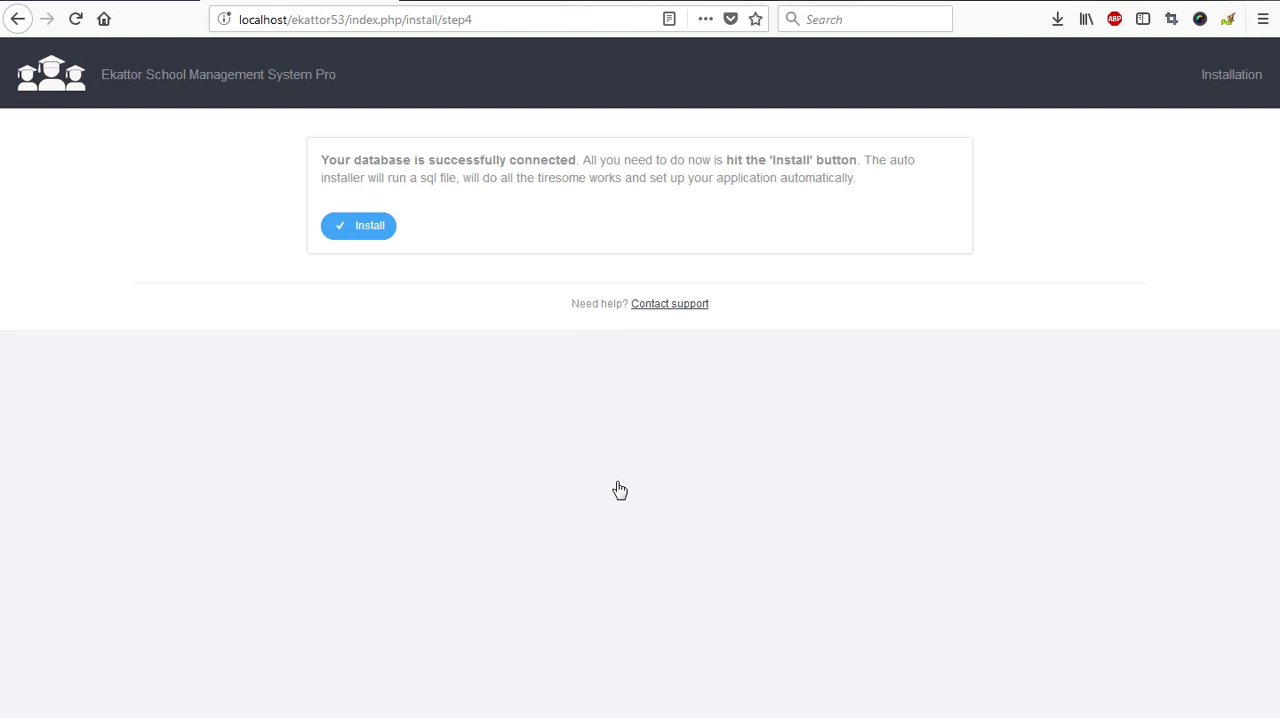 localhost/ekattor53/index.php/install/step4
Search
ABP
Ekattor School Management System Pro
Installation
Your database is successfully connected. All you need to do now is hit the 'Install' button. The auto
installer will run a sql file, will do all the tiresome works and set up your application automatically.
Install
Need help? Contact support